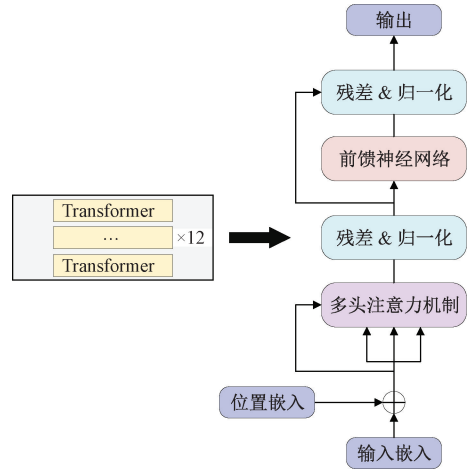 输出
残差 & 归一化
前馈神经网络
Transformer
… ×12
Transformer
残差 & 归一化
多头注意力机制
位置嵌入
输入嵌入